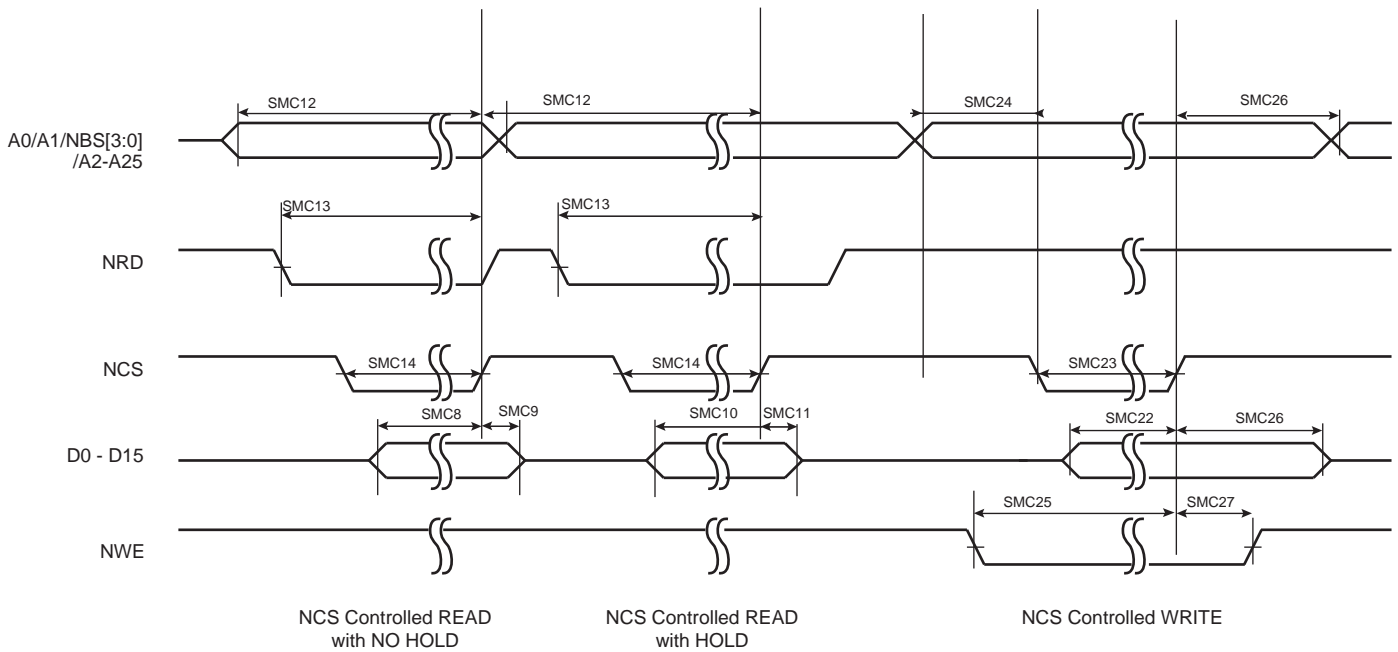 SMC12
SMC12
SMC24
SMC26
A0/A1/NBS[3:0]
/A2-A25
SMC13
SMC13
NRD
NCS
SMC14
SMC14
SMC23
SMC8
SMC9
SMC10
SMC11
SMC22
SMC26
D0 - D15
SMC25
SMC27
NWE
NCS Controlled READ
with NO HOLD
NCS Controlled READ
with HOLD
NCS Controlled WRITE